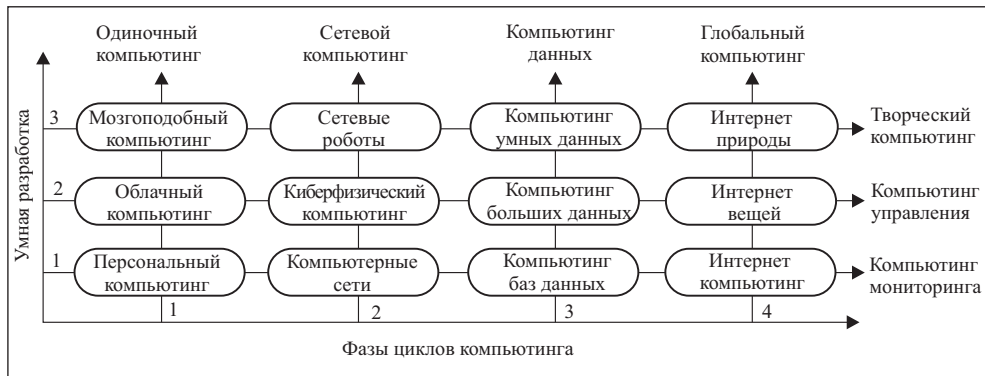 Одиночный
компьютинг
Сетевой
компьютинг
Компьютинг
данных
Глобальный
компьютинг
Умная разработка
3
Мозгоподобный
компьютинг
Сетевые
роботы
Компьютинг
умных данных
Интернет
природы
Творческий
компьютинг
2
Облачный
компьютинг
Киберфизический
компьютинг
Компьютинг
больших данных
Интернет
вещей
Компьютинг
управления
1
Персональный
компьютинг
Компьютерные
сети
Компьютинг
баз данных
Интернет
компьютинг
Компьютинг
мониторинга
1
2
3
4
Фазы циклов компьютинга